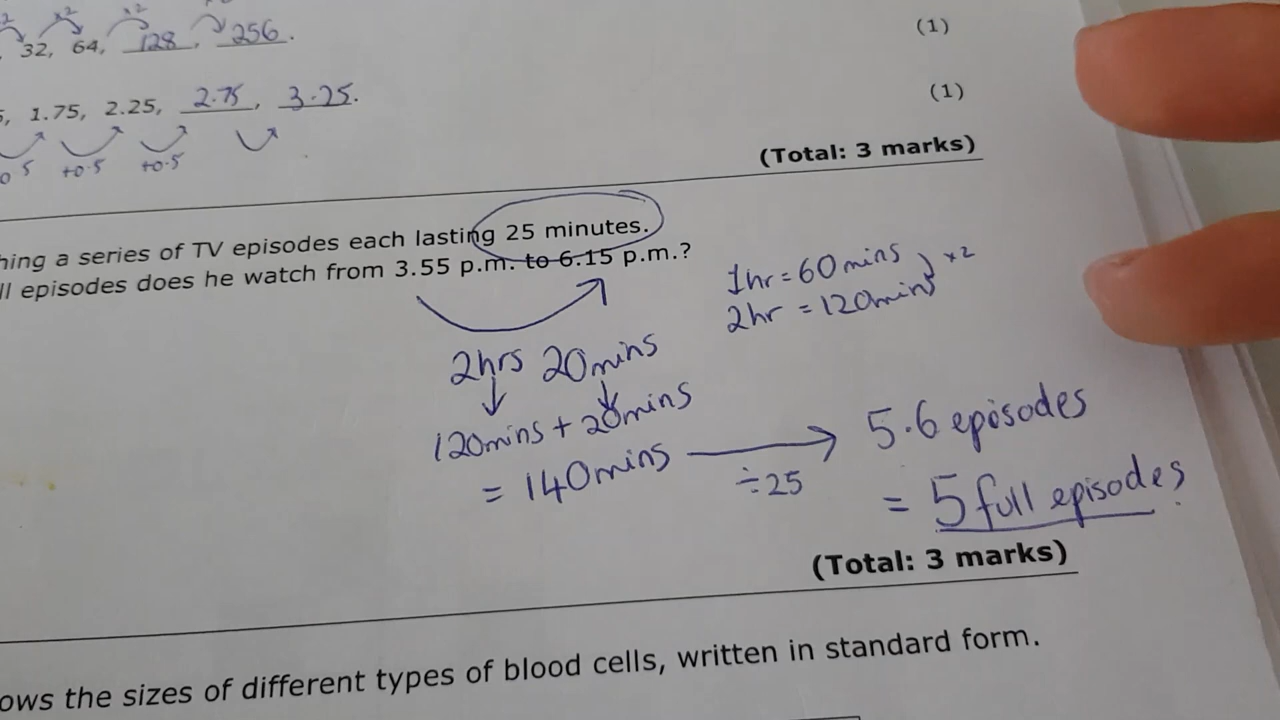 ×2 ×2
32, 64, 128, 256.
(1)
1.75, 2.25, 2.75, 3.25.
(1)
+0.5 +0.5
(Total: 3 marks)
a series of TV episodes each lasting 25 minutes.
episodes does he watch from 3.55 p.m. to 6.15 p.m.?
1hr = 60mins
×2
2hr = 120mins
2hrs 20mins
120mins + 20mins
= 140mins
÷25
5.6 episodes
= 5 full episodes.
(Total: 3 marks)
the sizes of different types of blood cells, written in standard form.